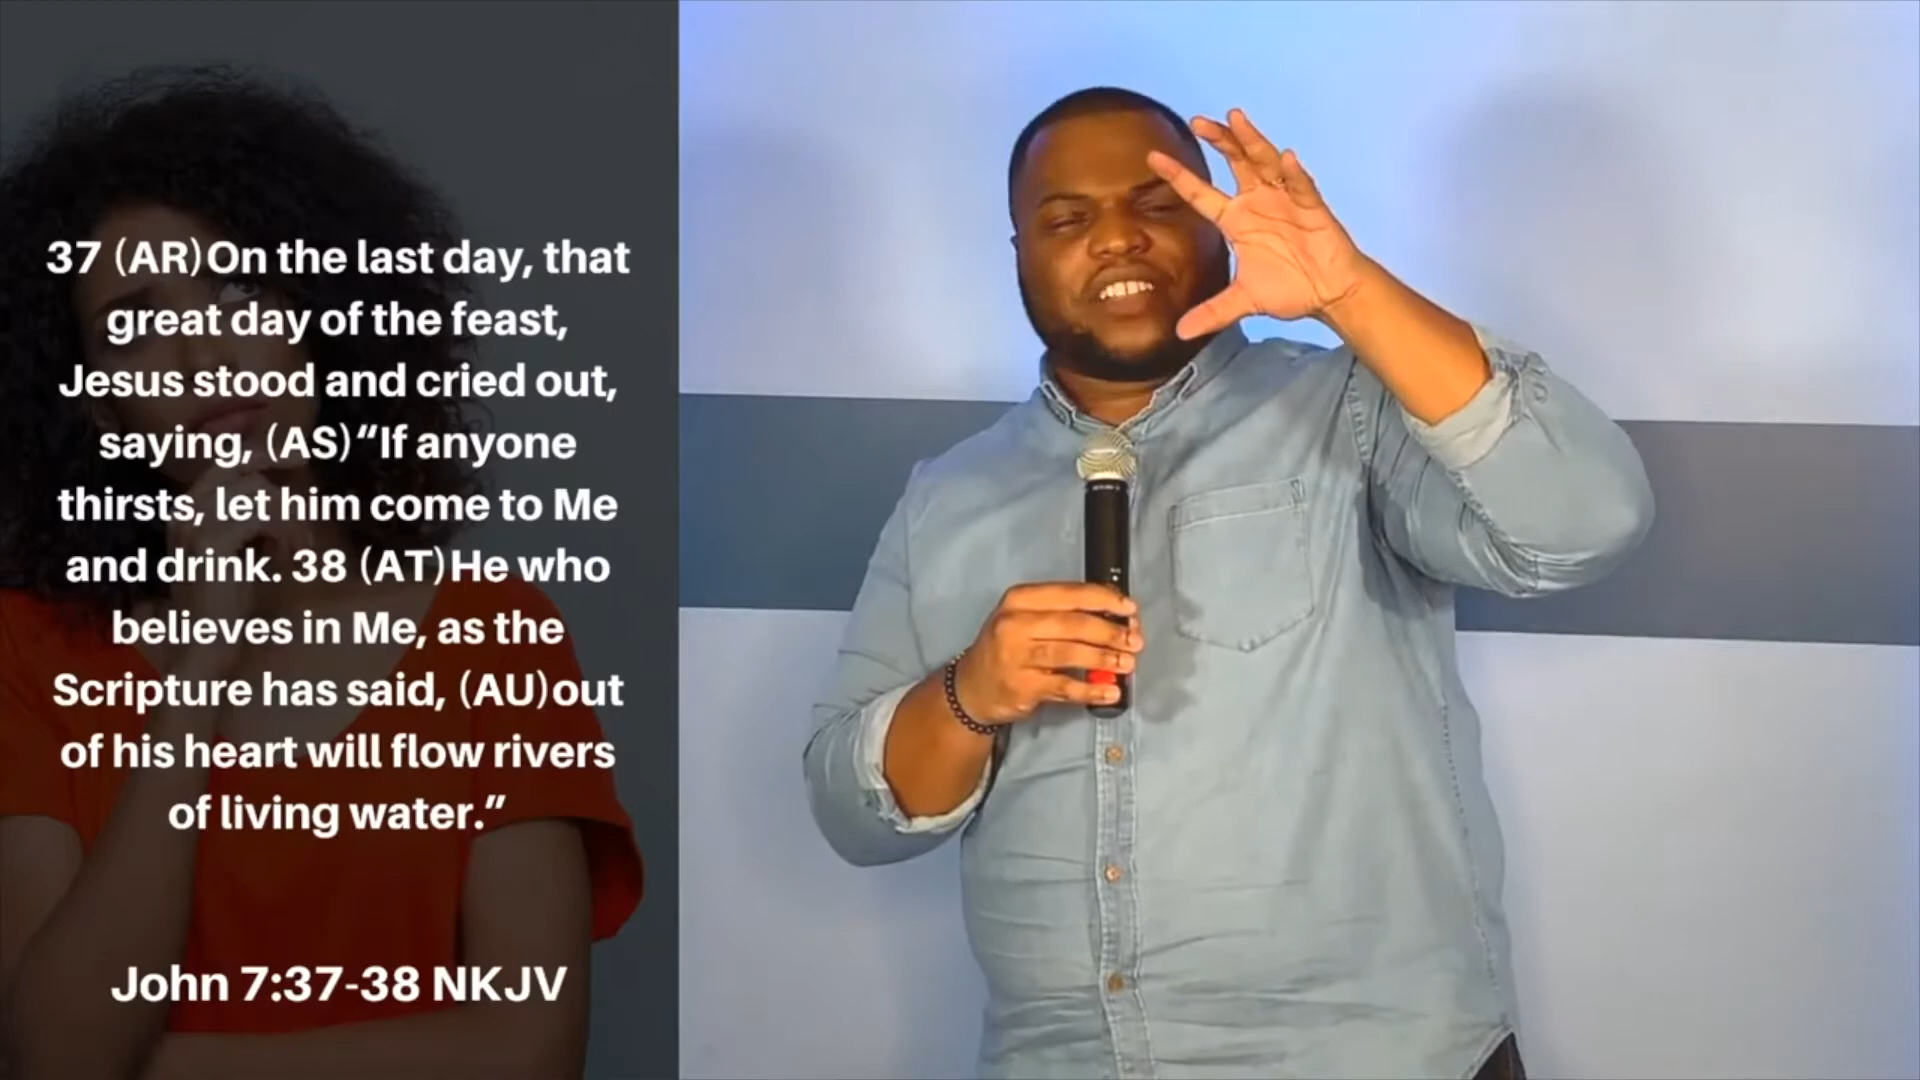 37 (AR)On the last day, that
great day of the feast,
Jesus stood and cried out,
saying, (AS)“If anyone
thirsts, let him come to Me
and drink. 38 (AT)He who
believes in Me, as the
Scripture has said, (AU)out
of his heart will flow rivers
of living water.”
John 7:37-38 NKJV